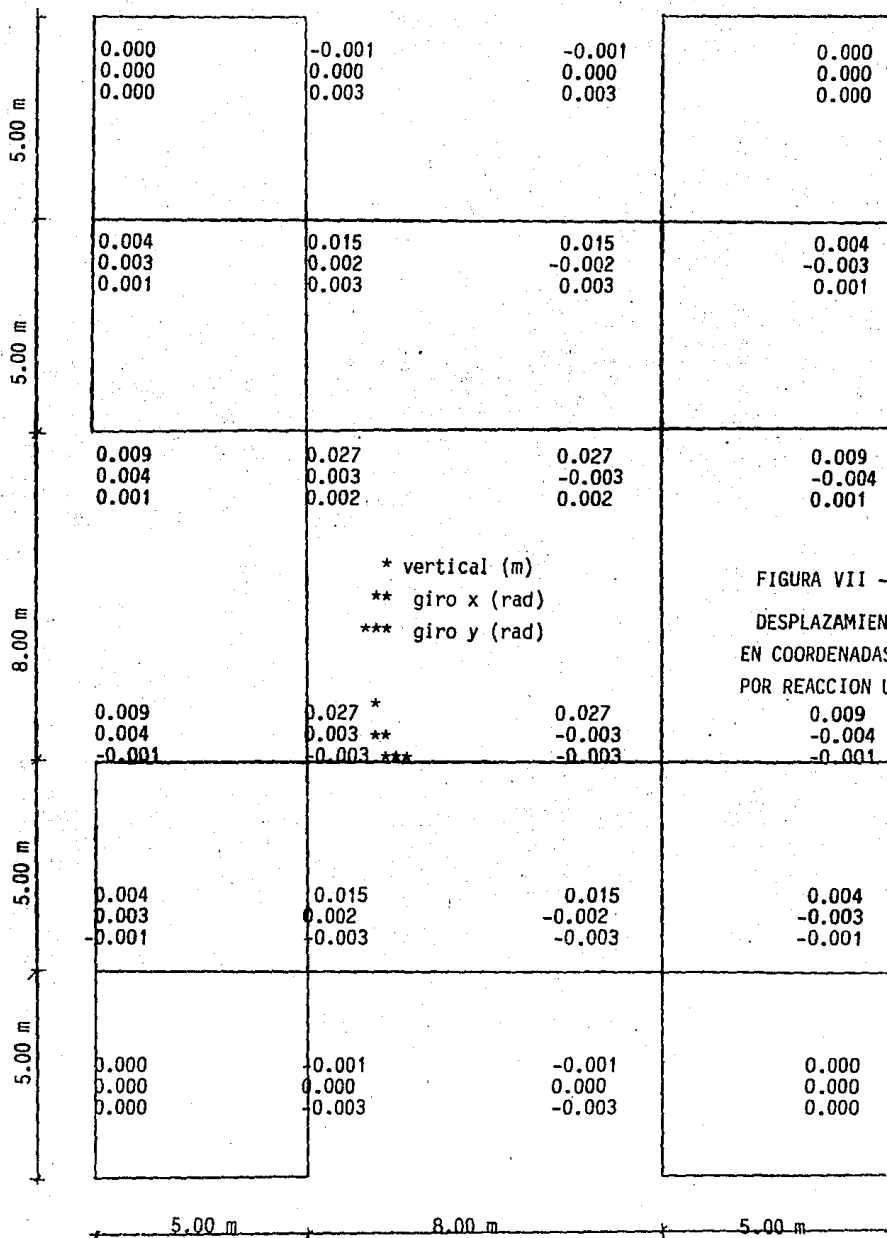 0.000 -0.001 -0.001 0.000
0.000 0.000 0.000 0.000
0.000 0.003 0.003 0.000
5.00 m
0.004 0.015 0.015 0.004
0.003 0.002 -0.002 -0.003
0.001 0.003 0.003 0.001
5.00 m
0.009 0.027 0.027 0.009
0.004 0.003 -0.003 -0.004
0.001 0.002 0.002 0.001
* vertical (m)
** giro x (rad)
*** giro y (rad)
FIGURA VII -
DESPLAZAMIEN
EN COORDENADAS
POR REACCION U
8.00 m
0.009 0.027 * 0.027 0.009
0.004 0.003 ** -0.003 -0.004
-0.001 -0.003 *** -0.003 -0.001
5.00 m
0.004 0.015 0.015 0.004
0.003 0.002 -0.002 -0.003
-0.001 -0.003 -0.003 -0.001
5.00 m
0.000 -0.001 -0.001 0.000
0.000 0.000 0.000 0.000
0.000 -0.003 -0.003 0.000
5.00 m 8.00 m 5.00 m